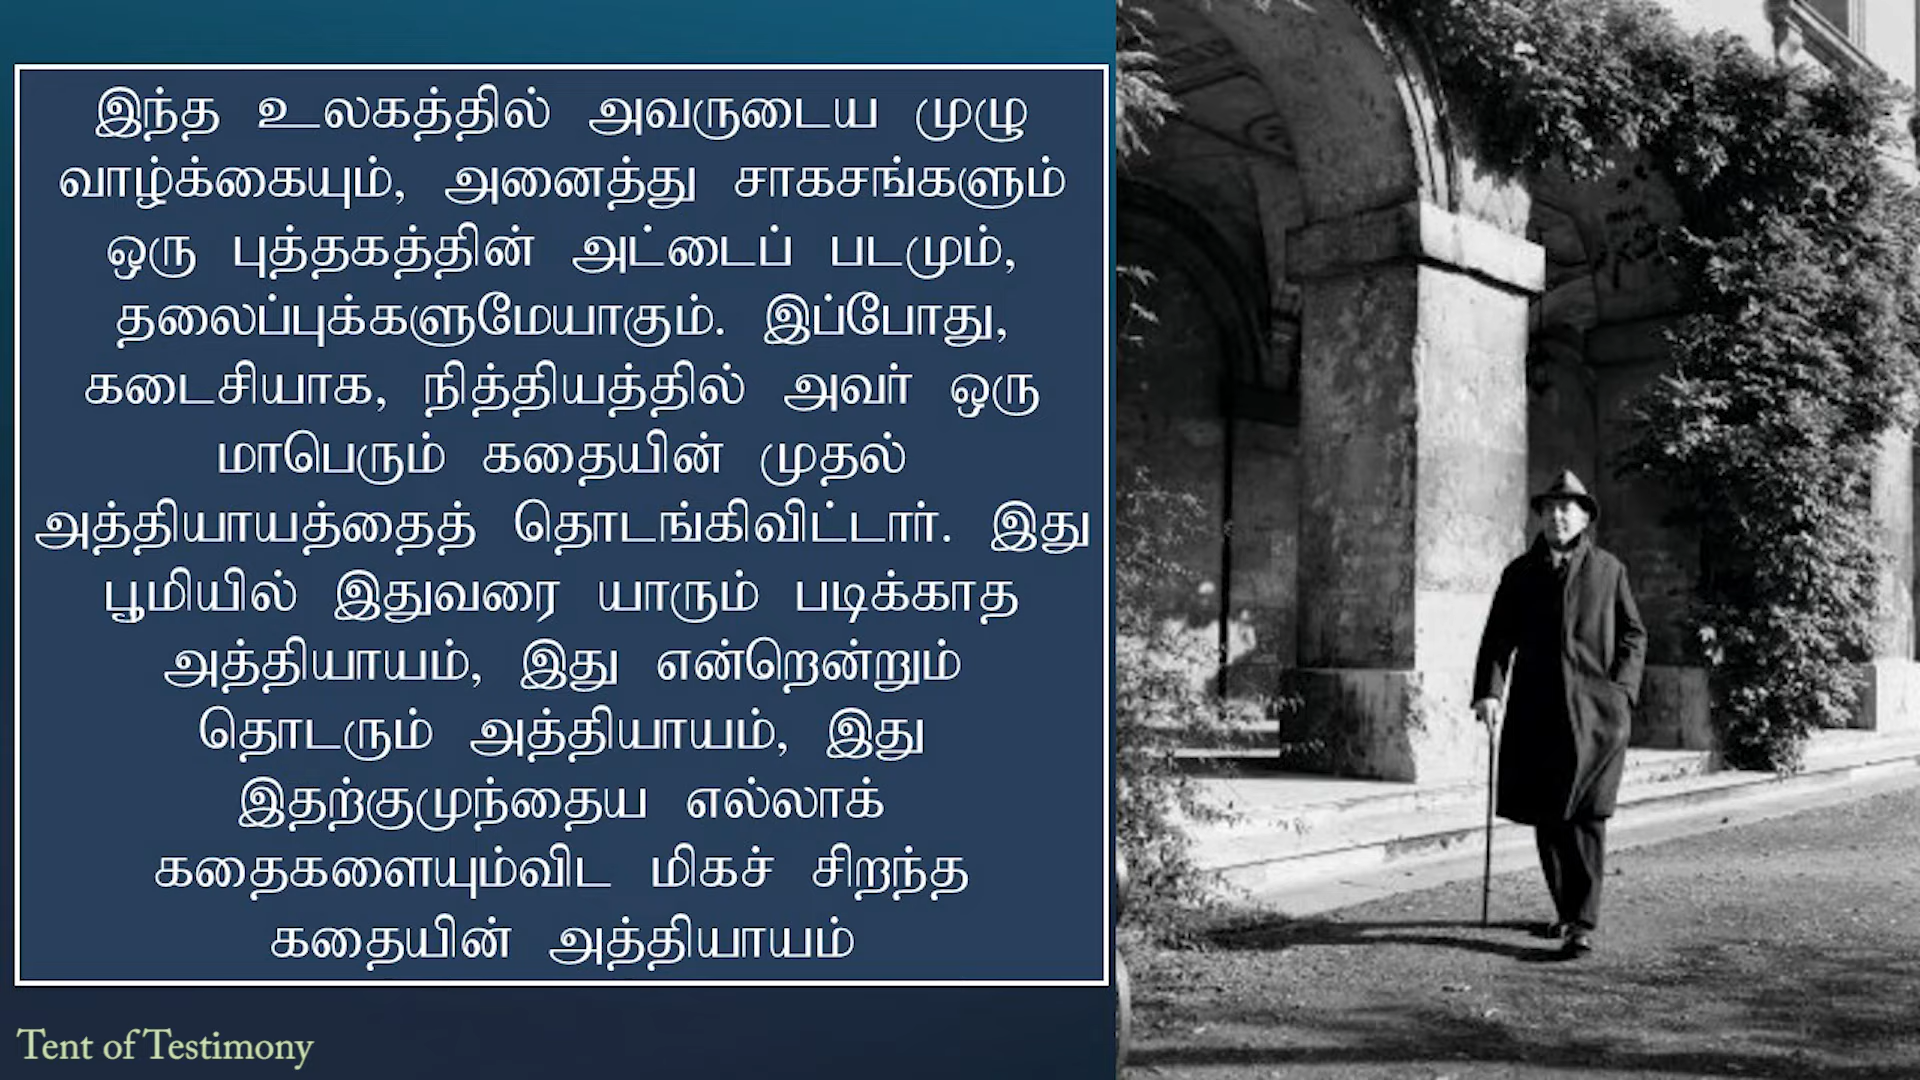 இந்த உலகத்தில் அவருடைய முழு
வாழ்க்கையும், அனைத்து சாகசங்களும்
ஒரு புத்தகத்தின் அட்டைப் படமும்,
தலைப்புக்களுமேயாகும். இப்போது,
கடைசியாக, நித்தியத்தில் அவர் ஒரு
மாபெரும் கதையின் முதல்
அத்தியாயத்தைத் தொடங்கிவிட்டார். இது
பூமியில் இதுவரை யாரும் படிக்காத
அத்தியாயம், இது என்றென்றும்
தொடரும் அத்தியாயம், இது
இதற்குமுந்தைய எல்லாக்
கதைகளையும்விட மிகச் சிறந்த
கதையின் அத்தியாயம்
Tent of Testimony